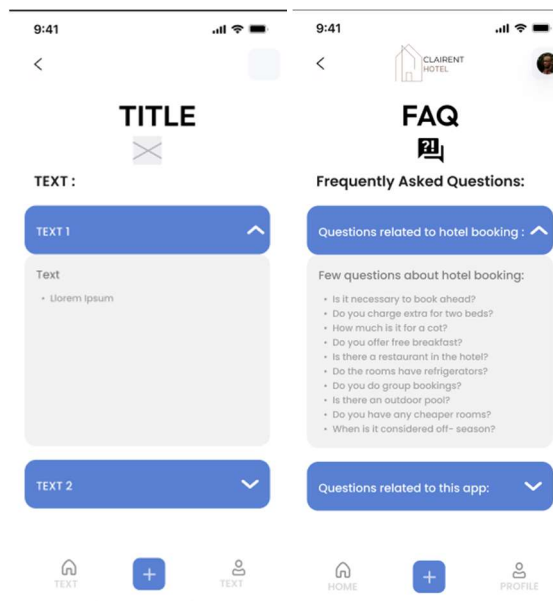 9:41
TITLE
TEXT :
TEXT 1
Text
• Llorem Ipsum
TEXT 2
TEXT
TEXT
9:41
CLAIRENT
HOTEL
FAQ
?!
Frequently Asked Questions:
Questions related to hotel booking :
Few questions about hotel booking:
• Is it necessary to book ahead?
• Do you charge extra for two beds?
• How much is it for a cot?
• Do you offer free breakfast?
• Is there a restaurant in the hotel?
• Do the rooms have refrigerators?
• Do you do group bookings?
• Is there an outdoor pool?
• Do you have any cheaper rooms?
• When is it considered off- season?
Questions related to this app:
HOME
PROFILE